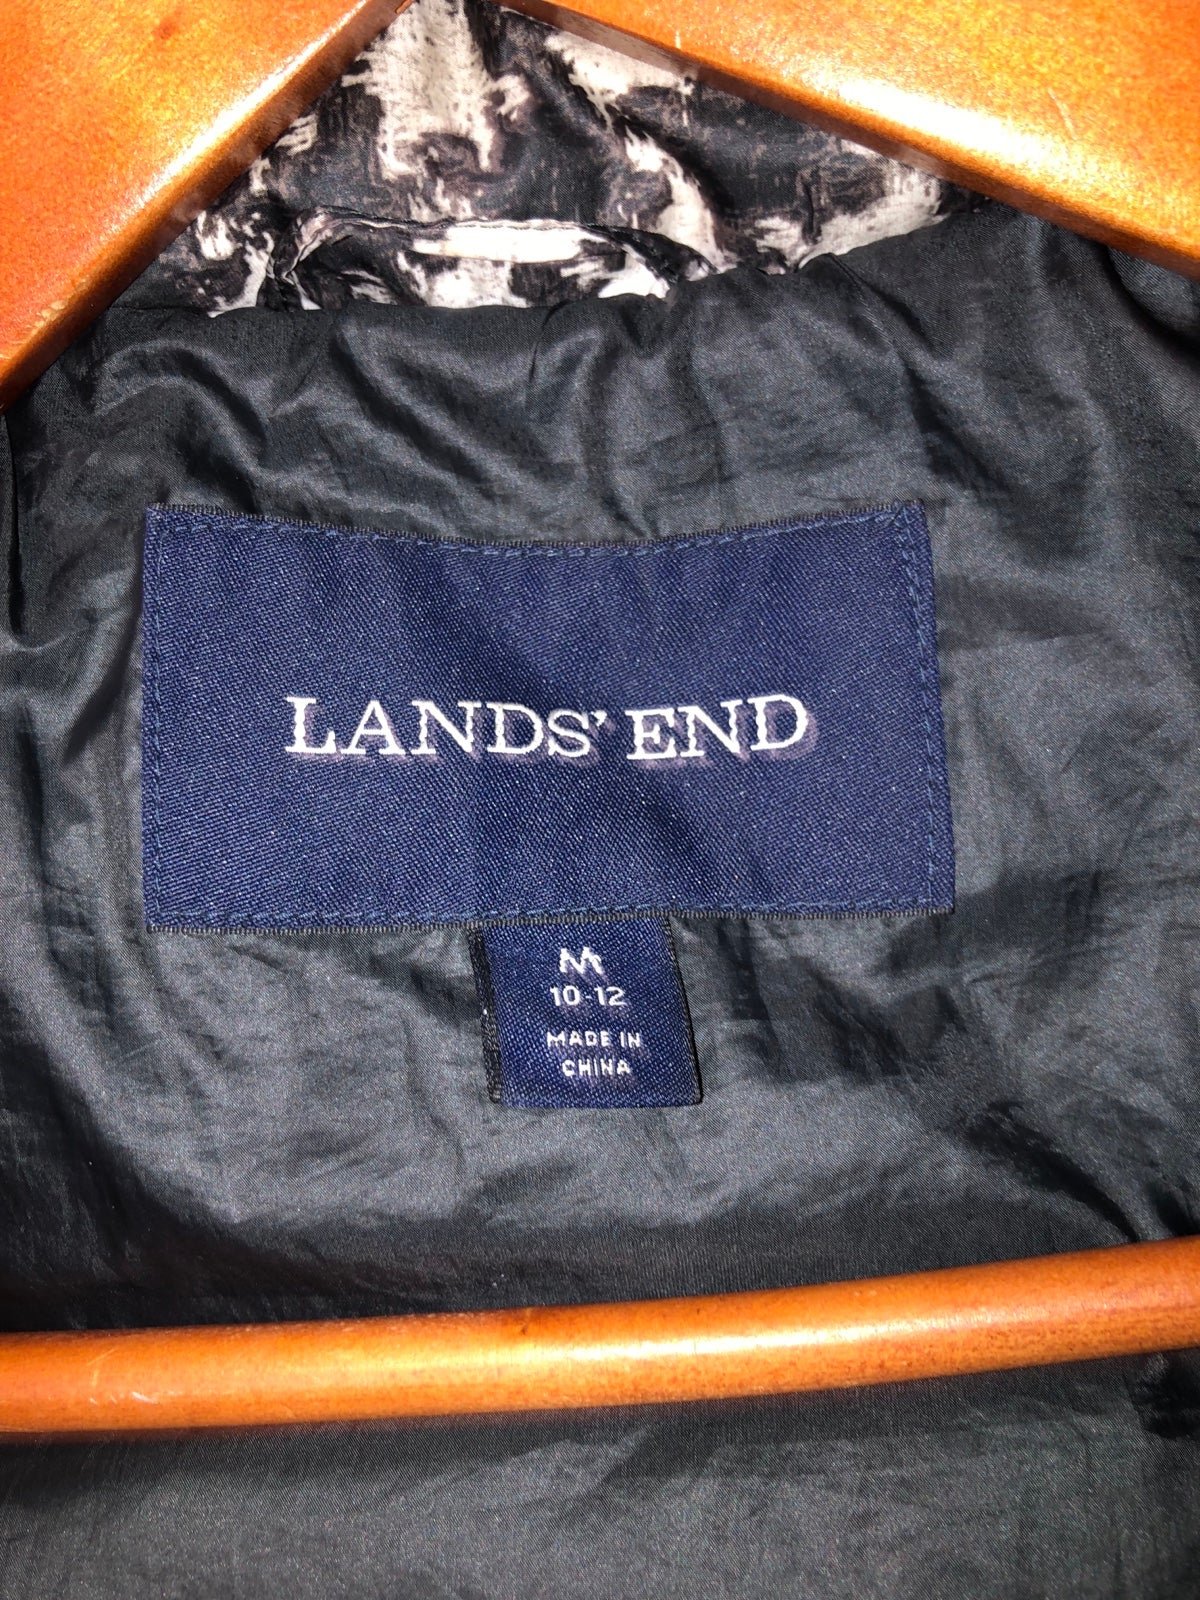 LANDS' END
M
10-12
MADE IN
CHINA